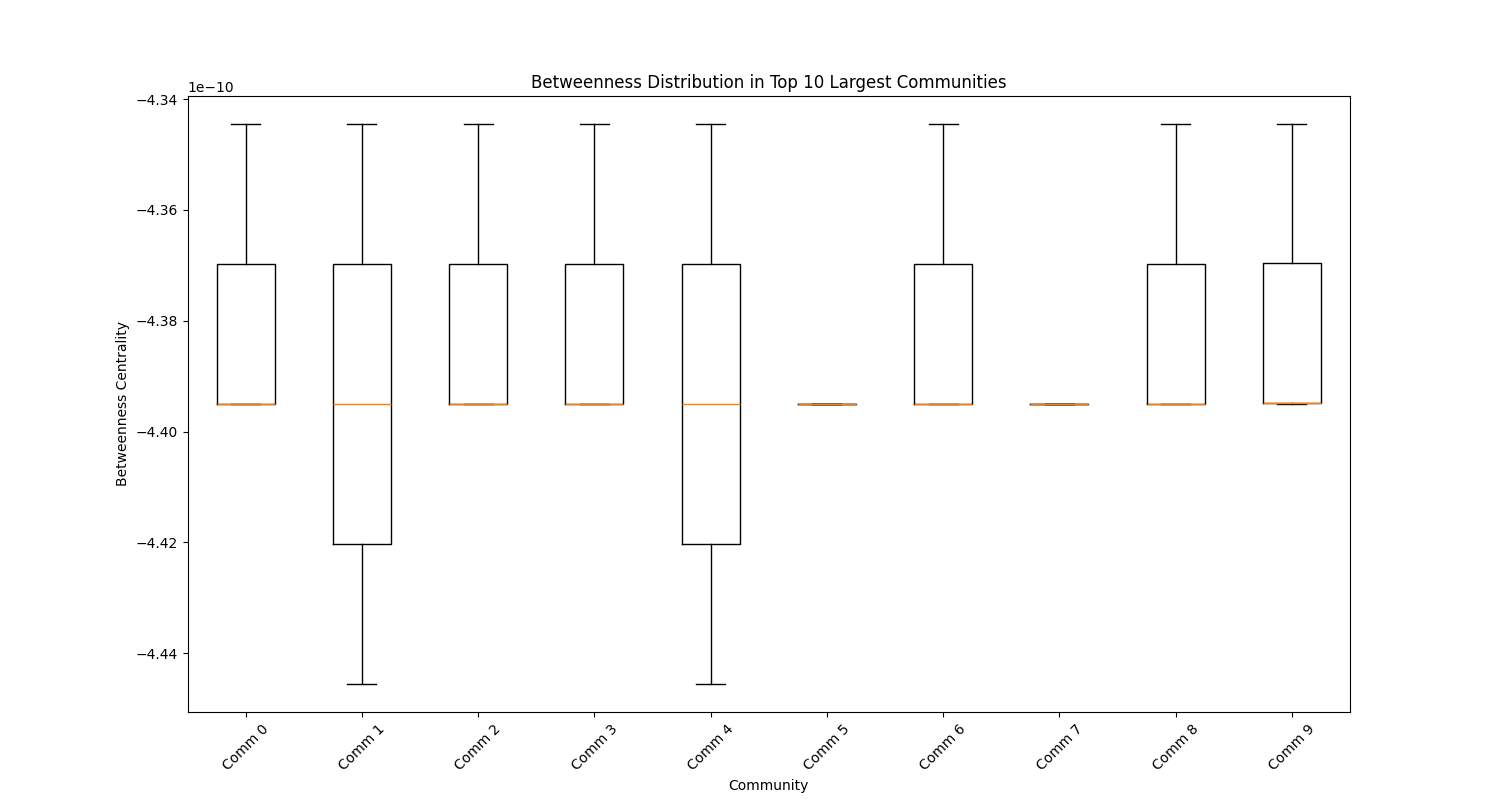 Betweenness Distribution in Top 10 Largest Communities
1e−10
−4.34
−4.36
−4.38
−4.40
−4.42
−4.44
Betweenness Centrality
Comm 0
Comm 1
Comm 2
Comm 3
Comm 4
Comm 5
Comm 6
Comm 7
Comm 8
Comm 9
Community